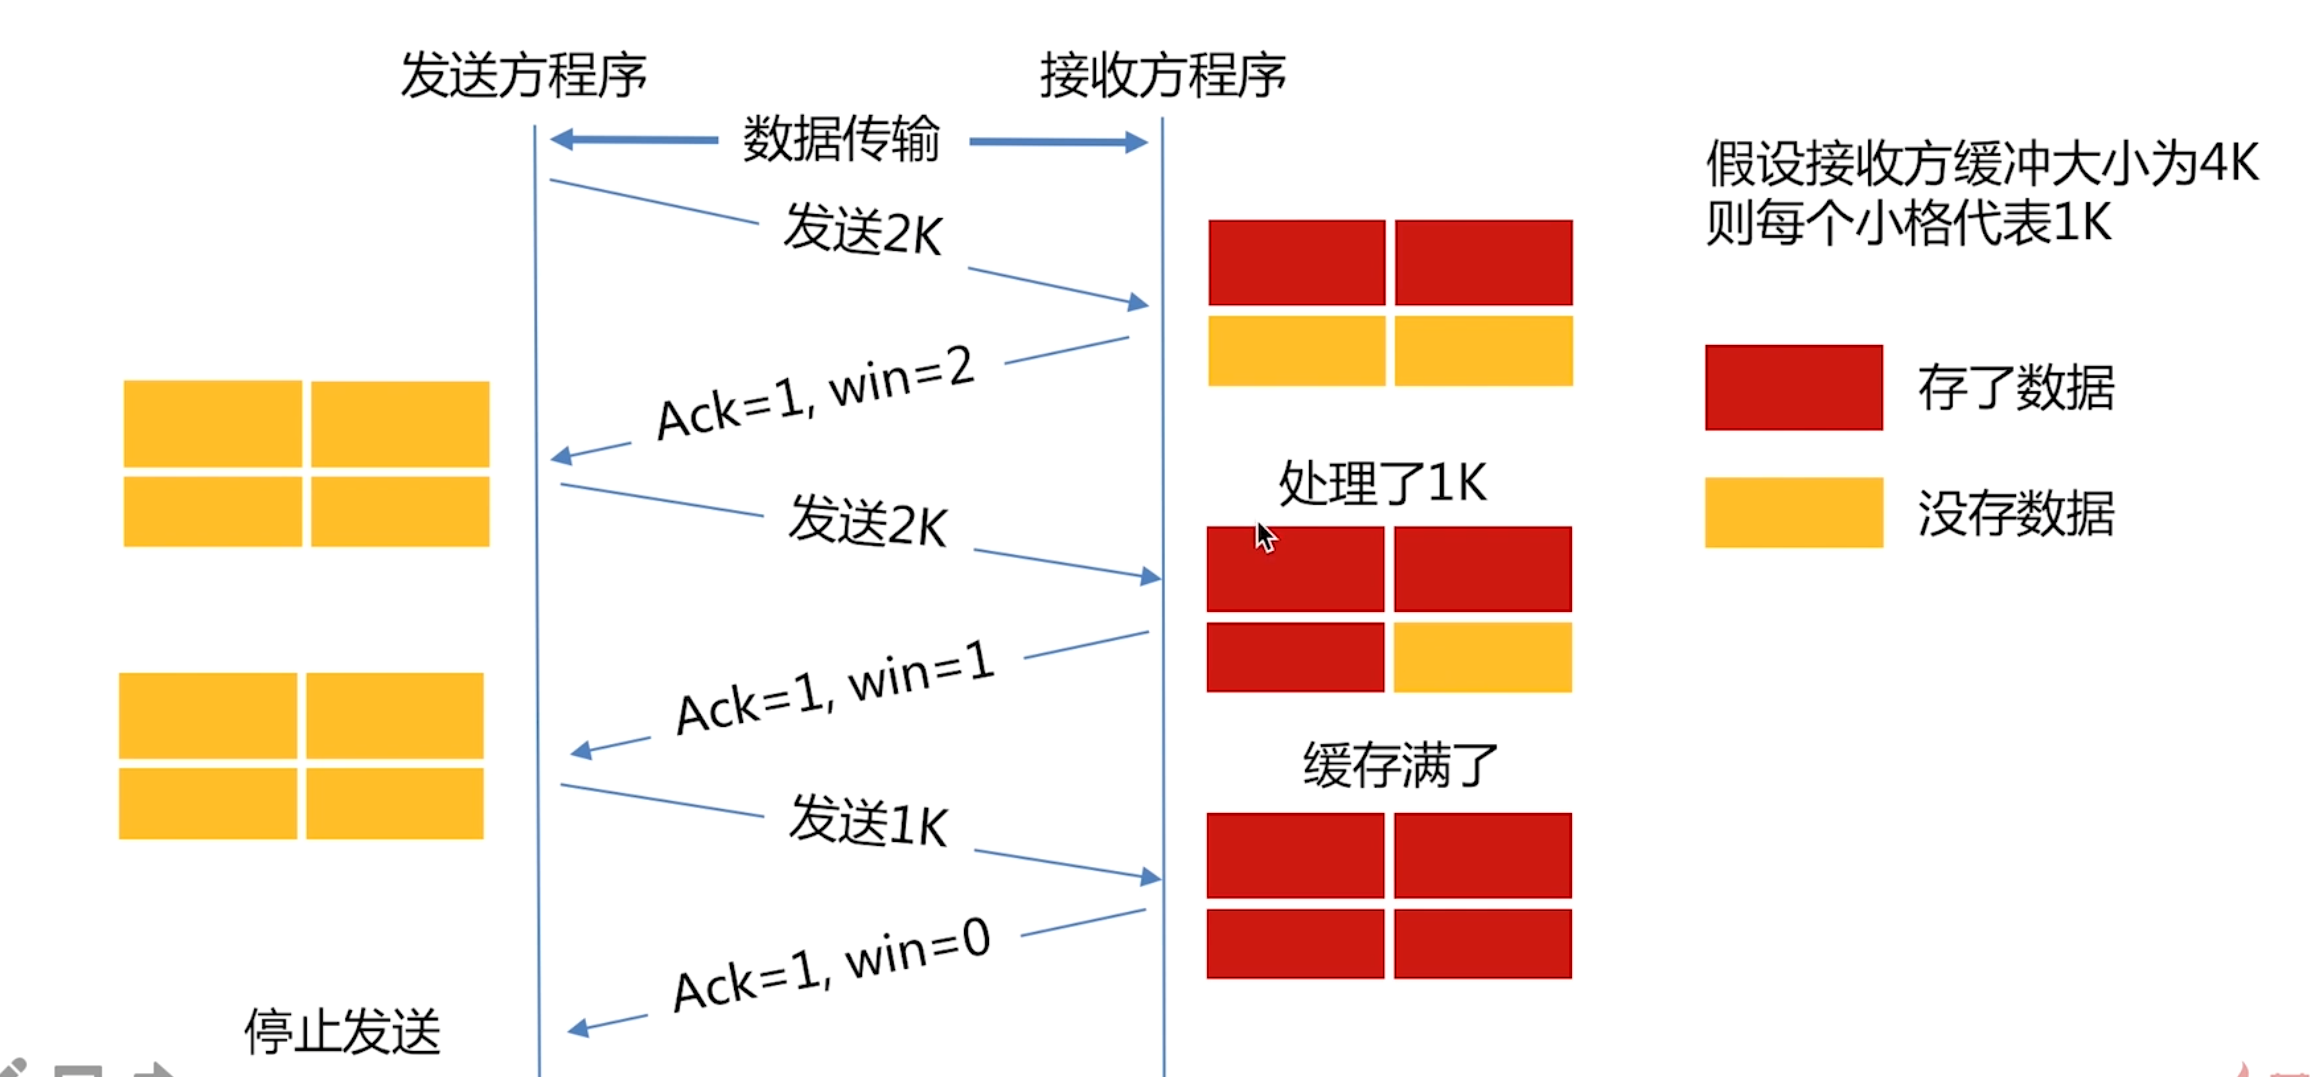 发送方程序
接收方程序
数据传输
假设接收方缓冲大小为4K
则每个小格代表1K
发送2K
Ack=1, win=2
存了数据
处理了1K
发送2K
没存数据
Ack=1, win=1
缓存满了
发送1K
Ack=1, win=0
停止发送